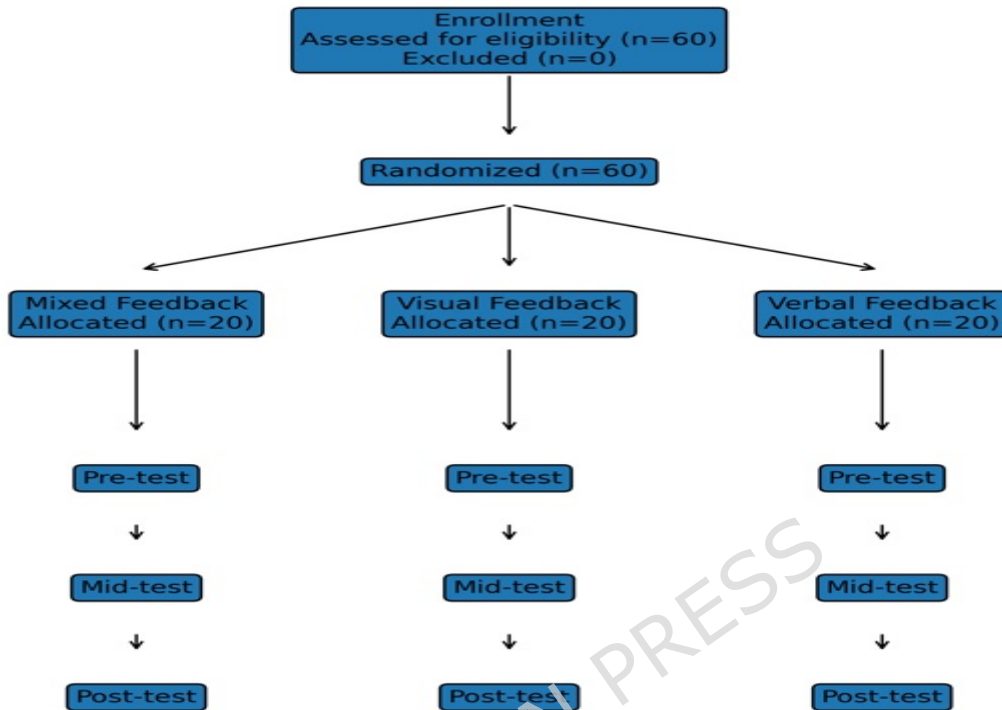 Enrollment
Assessed for eligibility (n=60)
Excluded (n=0)
Randomized (n=60)
Mixed Feedback
Allocated (n=20)
Visual Feedback
Allocated (n=20)
Verbal Feedback
Allocated (n=20)
Pre-test
Pre-test
Pre-test
Mid-test
Mid-test
Mid-test
Post-test
Post-test
Post-test
PRESS